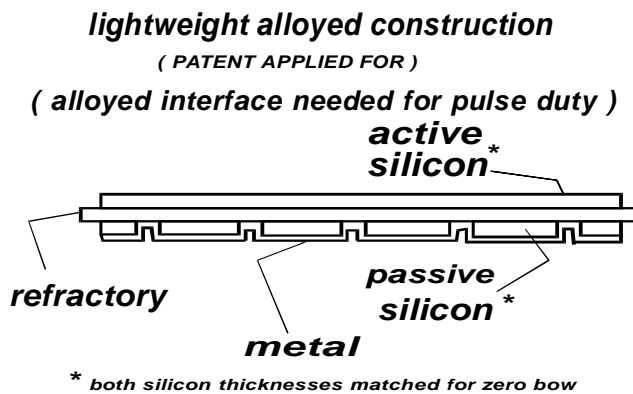 lightweight alloyed construction
( PATENT APPLIED FOR )
( alloyed interface needed for pulse duty )
active
silicon*
refractory
passive
silicon*
metal
* both silicon thicknesses matched for zero bow